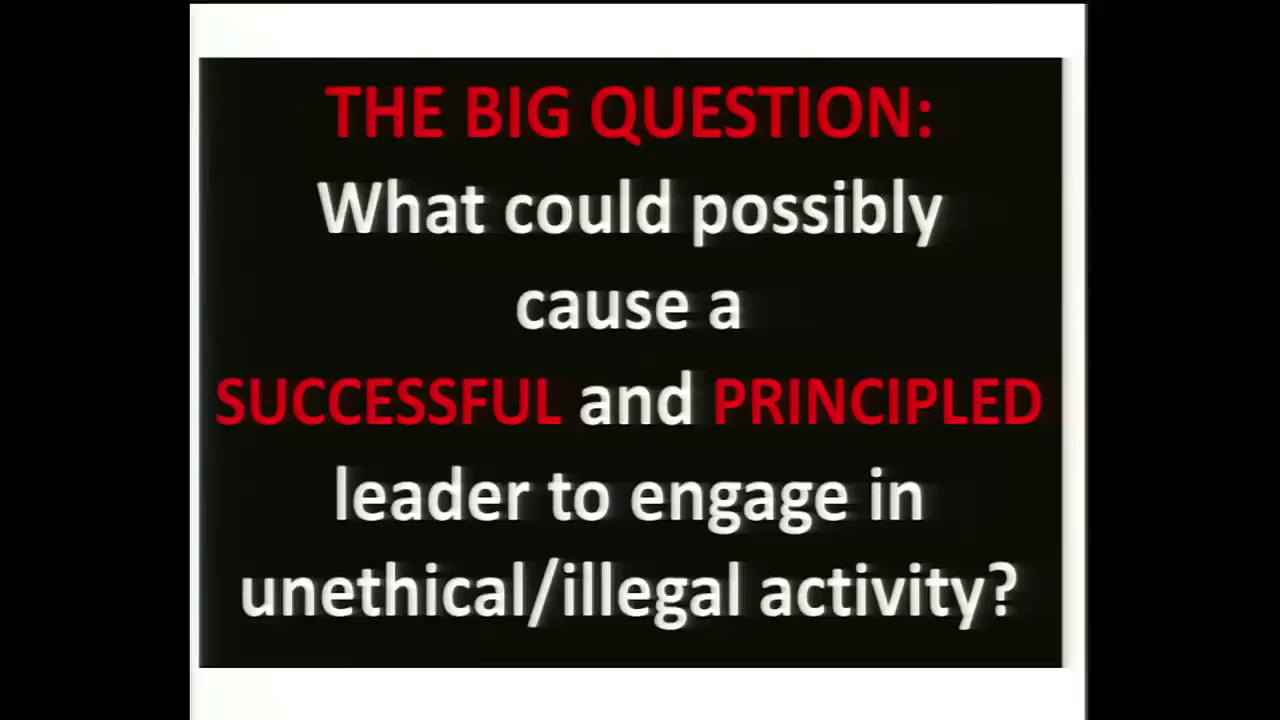 THE BIG QUESTION:
What could possibly
cause a
SUCCESSFUL and PRINCIPLED
leader to engage in
unethical/illegal activity?